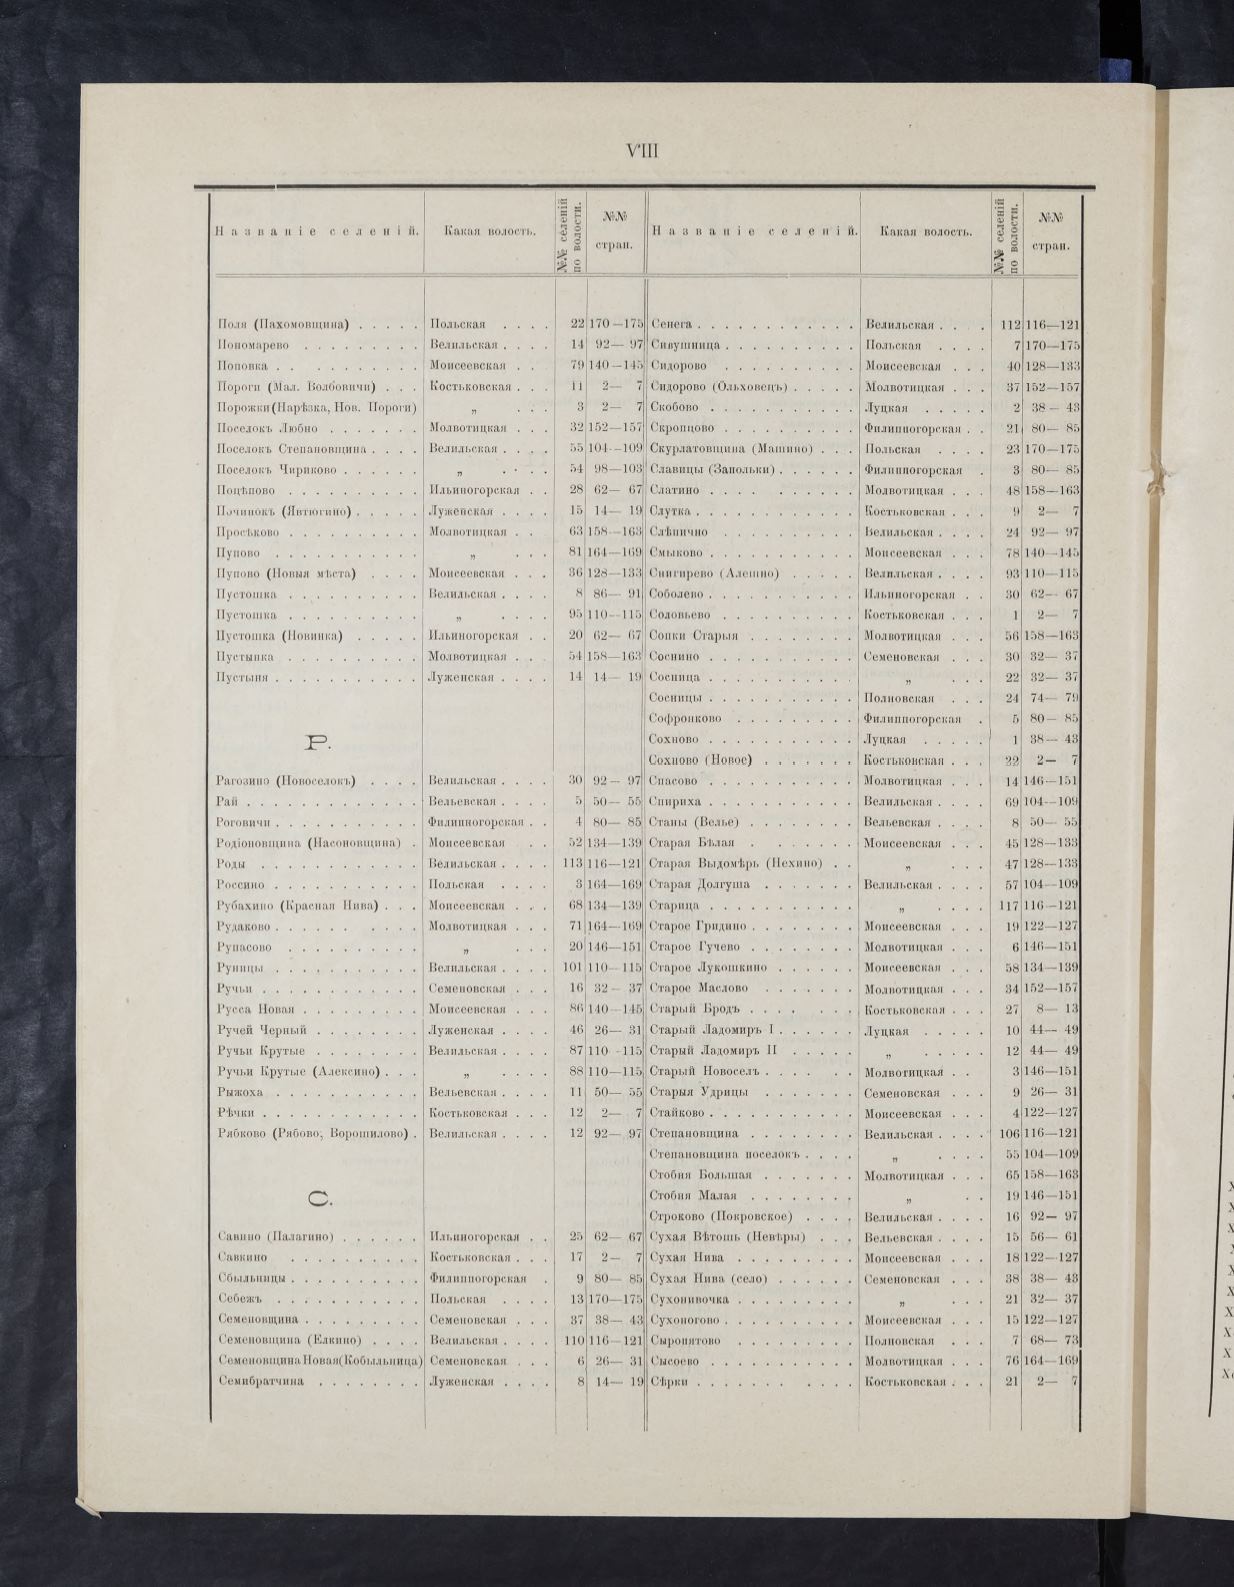 VIII
Названіе селеній. Какая волость. №№ селеній по волости. №№ стран.
Поля (Пахомовщина) . . . . . Польская . . . . 22 170—175
Пономарево . . . . . . . . Велильская . . . . 14 92— 97
Поповка . . . . . . . . . Моисеевская . . . 79 140—145
Пороги (Мал. Волбовичи) . . . Костьковская . . . 11 2— 7
Порожки (Нарѣзка, Нов. Пороги) „ . . . 3 2— 7
Поселокъ Любно . . . . . . . Молвотицкая . . . 32 152—157
Поселокъ Степановщина . . . . Велильская . . . . 55 104—109
Поселокъ Чириково . . . . . . „ . . . . 54 98—103
Поцѣпово . . . . . . . . . . Ильиногорская . . 28 62— 67
Починокъ (Явтюгино) . . . . . Луженская . . . . 15 14— 19
Просѣково . . . . . . . . . . Молвотицкая . . 63 158—163
Пуново . . . . . . . . . . „ . . . 81 164—169
Пупово (Новыя мѣста) . . . . Моисеевская . . . 36 128—133
Пустошка . . . . . . . . . . Велильская . . . . 8 86— 91
Пустошка . . . . . . . . . . „ . . . . 95 110—115
Пустошка (Новинка) . . . . . Ильиногорская . . 20 62— 67
Пустынка . . . . . . . . . . Молвотицкая . . . 54 158—163
Пустыня . . . . . . . . . . . Луженская . . . . 14 14— 19
Р.
Рагозино (Новоселокъ) . . . . Велильская . . . . 30 92— 97
Рай . . . . . . . . . . . . . Вельевская . . . . 5 50— 55
Роговичи . . . . . . . . . . . Филипногорская . . 4 80— 85
Родіоновщина (Насоновщина) . Моисеевская . . . 52 134—139
Роды . . . . . . . . . . . . Велильская . . . . 113 116—121
Россино . . . . . . . . . . . Польская . . . . 3 164—169
Рубахино (Красная Нива) . . . Моисеевская . . . 68 134—139
Рудаково . . . . . . . . . . . Молвотицкая . . . 71 164—169
Рупасово . . . . . . . . . . „ . . . 20 146—151
Руницы . . . . . . . . . . . Велильская . . . . 101 110—115
Ручьи . . . . . . . . . . . . Семеновская . . . 16 32— 37
Русса Новая . . . . . . . . . Моисеевская . . . 86 140—145
Ручей Черный . . . . . . . . Луженская . . . . 46 26— 31
Ручьи Крутые . . . . . . . . Велильская . . . . 87 110—115
Ручьи Крутые (Алексино) . . . „ . . . . 88 110—115
Рыжоха . . . . . . . . . . . Вельевская . . . . 11 50— 55
Рѣчки . . . . . . . . . . . . Костьковская . . . 12 2— 7
Рябково (Рябово; Ворошилово) . Велильская . . . . 12 92— 97
С.
Савино (Палагино) . . . . . . Ильиногорская . . 25 62— 67
Савкино . . . . . . . . . Костьковская . . . 17 2— 7
Сбыльницы . . . . . . . . . . Филипногорская . 9 80— 85
Себежъ . . . . . . . . . . . Польская . . . . 13 170—175
Семеновщина . . . . . . . . . Семеновская . . . 37 38— 43
Семеновщина (Елкино) . . . . Велильская . . . . 110 116—121
Семеновщина Новая (Кобыльница) Семеновская . . . 6 26— 31
Семибратчина . . . . . . . . Луженская . . . . 8 14— 19
Названіе селеній. Какая волость. №№ селеній по волости. №№ стран.
Сенега . . . . . . . . . . . . Велильская . . . . 112 116—121
Сивушница . . . . . . . . . . Польская . . . . 7 170—175
Сидорово . . . . . . . . . . Моисеевская . . . 40 128—133
Сидорово (Ольховецъ) . . . . . Молвотицкая . . . 37 152—157
Скобово . . . . . . . . . . . Луцкая . . . . . 2 38— 43
Скропцово . . . . . . . . . . Филипногорская . . 21 80— 85
Скурлатовщина (Машино) . . . Польская . . . . 23 170—175
Славицы (Запольки) . . . . . . Филипногорская . 3 80— 85
Слатино . . . . . . . . . . Молвотицкая . . . 48 158—163
Слутка . . . . . . . . . . . . Костьковская . . . 9 2— 7
Слѣпично . . . . . . . . . . Велильская . . . . 24 92— 97
Смыково . . . . . . . . . . . Моисеевская . . . 78 140—145
Снигирево (Алешно) . . . . . Велильская . . . . 93 110—115
Соболево . . . . . . . . . . . Ильиногорская . . 30 62— 67
Соловьево . . . . . . . . . . Костьковская . . . 1 2— 7
Сопки Старыя . . . . . . . . Молвотицкая . . . 56 158—163
Соснино . . . . . . . . . . . Семеновская . . . 30 32— 37
Сосница . . . . . . . . . . . „ . . . 22 32— 37
Сосницы . . . . . . . . . . . Полновская . . . 24 74— 79
Софронково . . . . . . . . . Филипногорская . 5 80— 85
Сохново . . . . . . . . . . . Луцкая . . . . . 1 38— 43
Сохново (Новое) . . . . . . . Костьковская . . . 22 2— 7
Спасово . . . . . . . . . . . Молвотицкая . . . 14 146—151
Спириха . . . . . . . . . . . Велильская . . . . 69 104—109
Станы (Велье) . . . . . . . . Вельевская . . . . 8 50— 55
Старая Бѣлая . . . . . . . . Моисеевская . . . 45 128—133
Старая Выдомѣрь (Нехино) . . „ . . . 47 128—133
Старая Долгуша . . . . . . . Велильская . . . . 57 104—109
Старица . . . . . . . . . . . „ . . . . 117 116—121
Старое Гридино . . . . . . . . Моисеевская . . . 19 122—127
Старое Гучево . . . . . . . . Молвотицкая . . . 6 146—151
Старое Лукошкино . . . . . . Моисеевская . . . 58 134—139
Старое Маслово . . . . . . . Молвотицкая . . . 34 152—157
Старый Бродъ . . . . . . . Костьковская . . . 27 8— 13
Старый Ладомиръ I . . . . . . Луцкая . . . . . 10 44— 49
Старый Ладомиръ II . . . . . „ . . . . . 12 44— 49
Старый Новоселъ . . . . . . Молвотицкая . . 3 146—151
Старыя Удрицы . . . . . . . Семеновская . . . 9 26— 31
Стайково . . . . . . . . . . . Моисеевская . . . 4 122—127
Степановщина . . . . . . . . Велильская . . . . 106 116—121
Степановщина поселокъ . . . . „ . . . . 55 104—109
Стобня Большая . . . . . . . Молвотицкая . . . 65 158—163
Стобня Малая . . . . . . . . „ . . 19 146—151
Строково (Покровское) . . . . Велильская . . . . 16 92— 97
Сухая Вѣтошь (Невѣры) . . . Вельевская . . . . 15 56— 61
Сухая Нива . . . . . . . . . Моисеевская . . . 18 122—127
Сухая Нива (село) . . . . . . Семеновская . . . 38 38— 43
Сухонивочка . . . . . . . . . „ . . . 21 32— 37
Сухоногово . . . . . . . . . . Моисеевская . . . 15 122—127
Сыропятово . . . . . . . . . Полновская . . . 7 68— 73
Сысоево . . . . . . . . . . . Молвотицкая . . . 76 164—169
Сѣрки . . . . . . . . . . . Костьковская . . . 21 2— 7